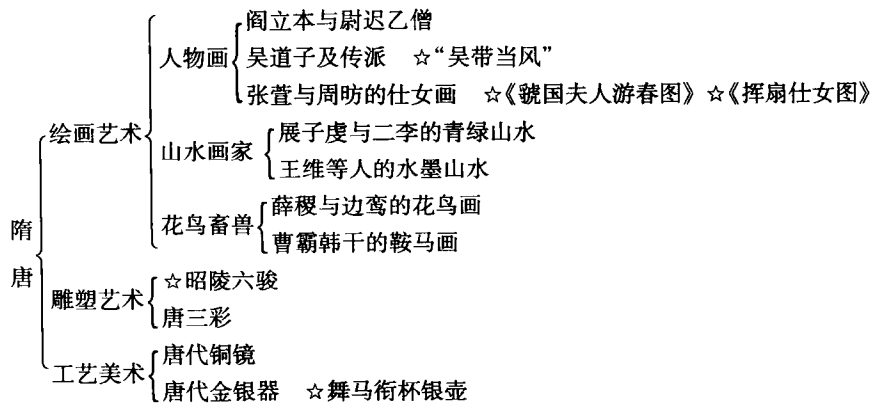 阎立本与尉迟乙僧
人物画
吴道子及传派 ☆“吴带当风”
张萱与周昉的仕女画 ☆《虢国夫人游春图》☆《挥扇仕女图》
绘画艺术
展子虔与二李的青绿山水
山水画家
王维等人的水墨山水
薛稷与边鸾的花鸟画
花鸟畜兽
曹霸韩干的鞍马画
隋唐
☆昭陵六骏
雕塑艺术
唐三彩
唐代铜镜
工艺美术
唐代金银器 ☆舞马衔杯银壶